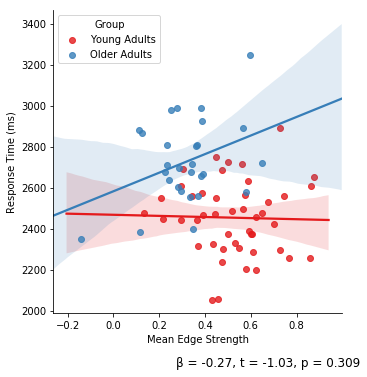 Group
Young Adults
Older Adults
Response Time (ms)
3400
3200
3000
2800
2600
2400
2200
2000
−0.2 0.0 0.2 0.4 0.6 0.8
Mean Edge Strength
β = -0.27, t = -1.03, p = 0.309